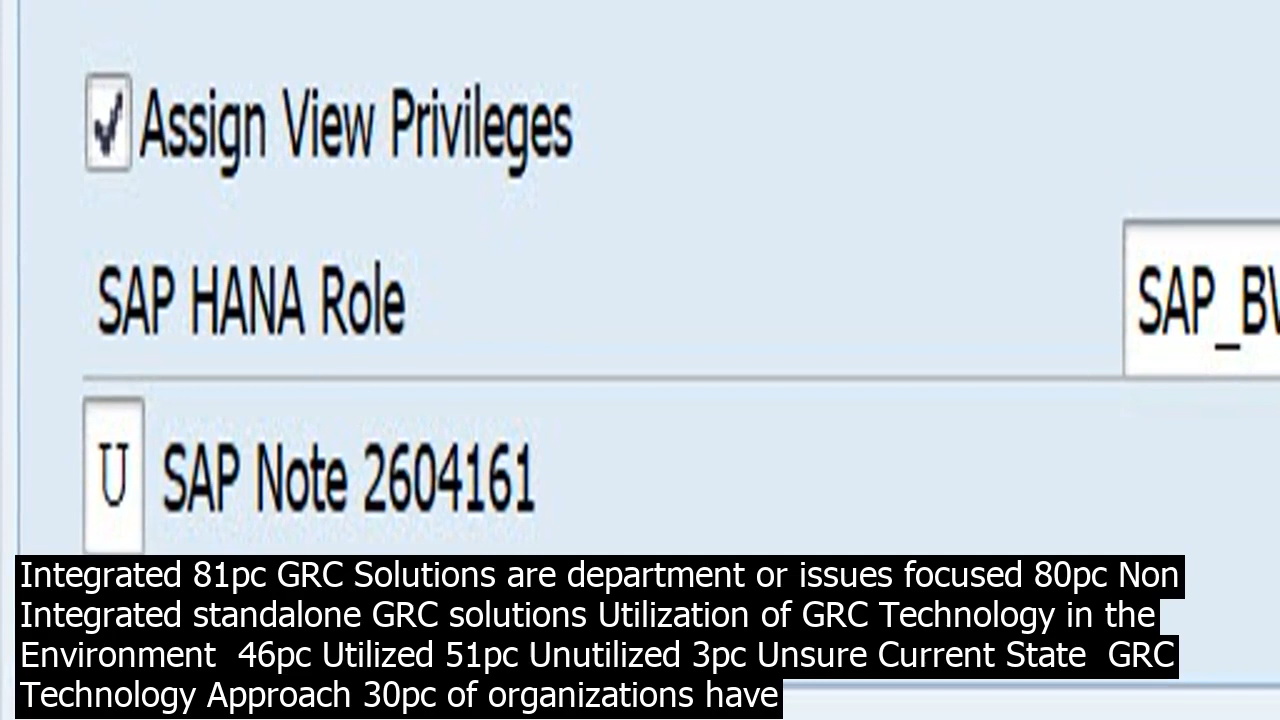 Assign View Privileges
SAP HANA Role
SAP_BW
U SAP Note 2604161
Integrated 81pc GRC Solutions are department or issues focused 80pc Non
Integrated standalone GRC solutions Utilization of GRC Technology in the
Environment  46pc Utilized 51pc Unutilized 3pc Unsure Current State  GRC
Technology Approach 30pc of organizations have